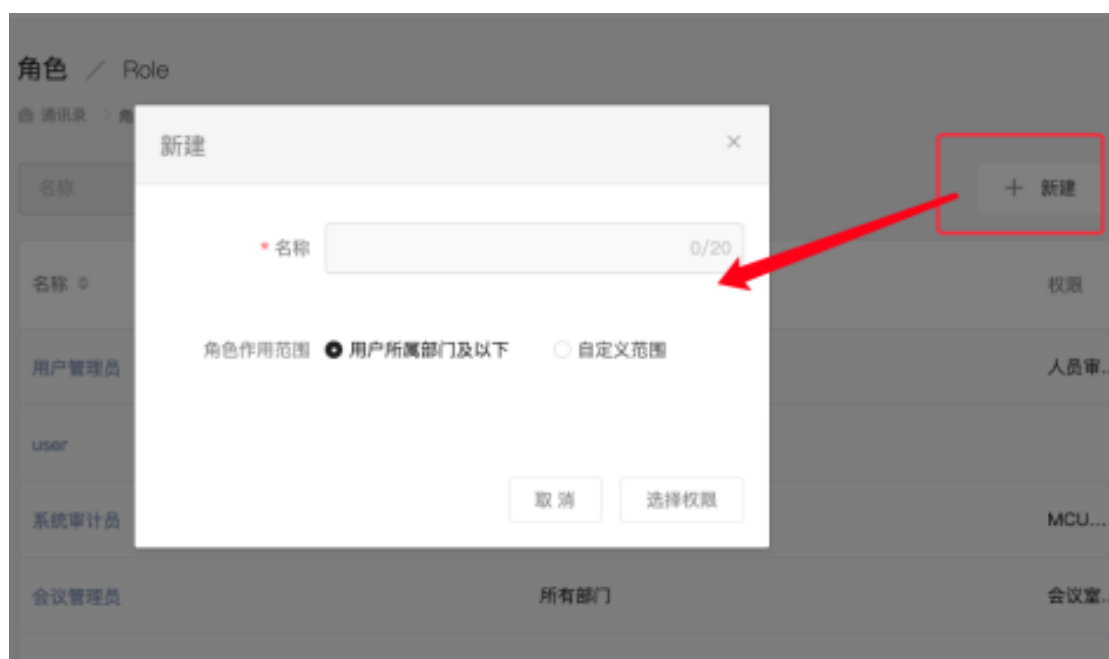 角色 / Role
通讯录 > 角
新建 ×
名称
+ 新建
* 名称 0/20
名称
权限
角色作用范围 用户所属部门及以下 自定义范围
用户管理员
人员审...
user
取 消 选择权限
系统审计员
MCU...
会议管理员 所有部门 会议室...